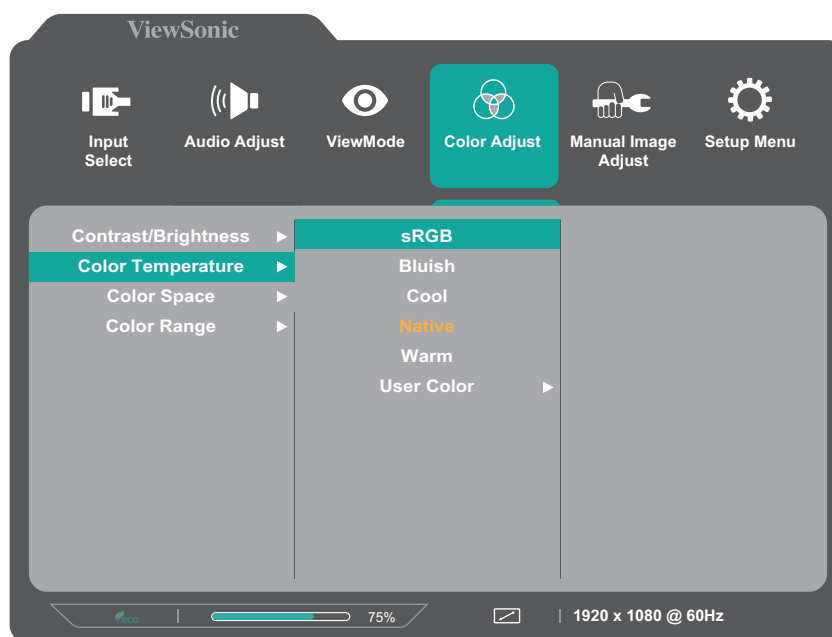 ViewSonic
Input
Select
Audio Adjust
ViewMode
Color Adjust
Manual Image
Adjust
Setup Menu
Contrast/Brightness
Color Temperature
Color Space
Color Range
sRGB
Bluish
Cool
Native
Warm
User Color
eco
75%
1920 x 1080 @ 60Hz